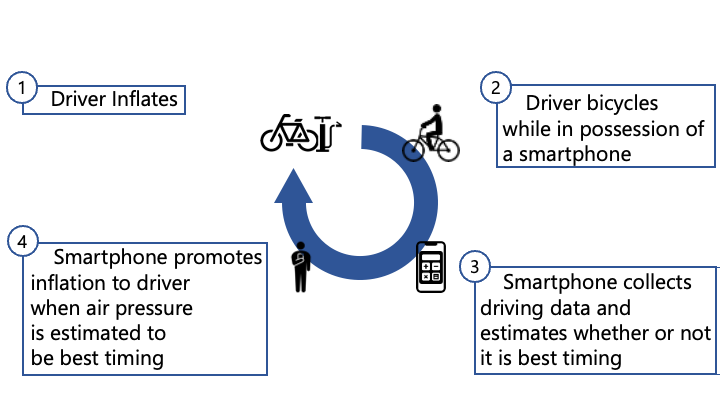 1
Driver Inflates
2
Driver bicycles
while in possession of
a smartphone
3
Smartphone collects
driving data and
estimates whether or not
it is best timing
4
Smartphone promotes
inflation to driver
when air pressure
is estimated to
be best timing